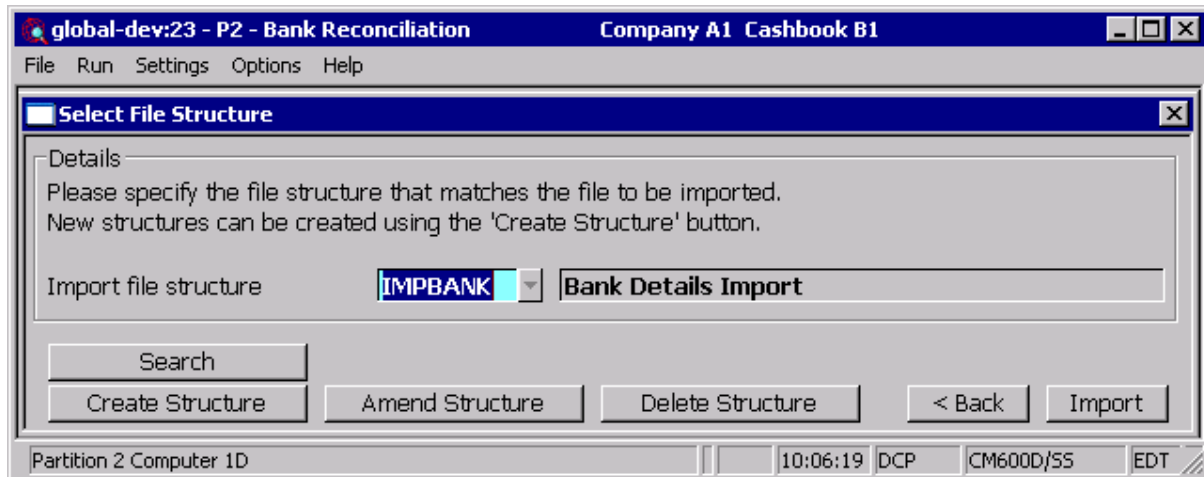 global-dev:23 - P2 - Bank Reconciliation Company A1 Cashbook B1
File Run Settings Options Help
Select File Structure
Details
Please specify the file structure that matches the file to be imported.
New structures can be created using the 'Create Structure' button.
Import file structure IMPBANK Bank Details Import
Search
Create Structure Amend Structure Delete Structure < Back Import
Partition 2 Computer 1D 10:06:19 DCP CM600D/SS EDT